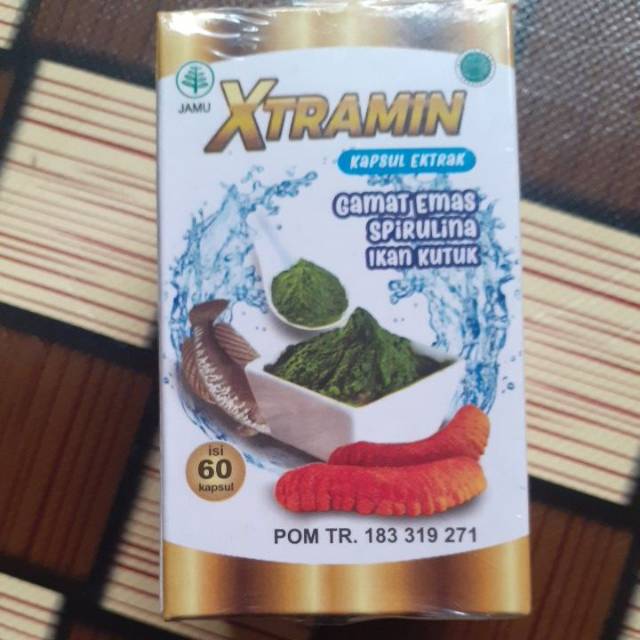 JAMU
XTRAMIN
KAPSUL EKTRAK
GAMAT EMAS
SPIRULINA
IKAN KUTUK
isi
60
kapsul
POM TR. 183 319 271